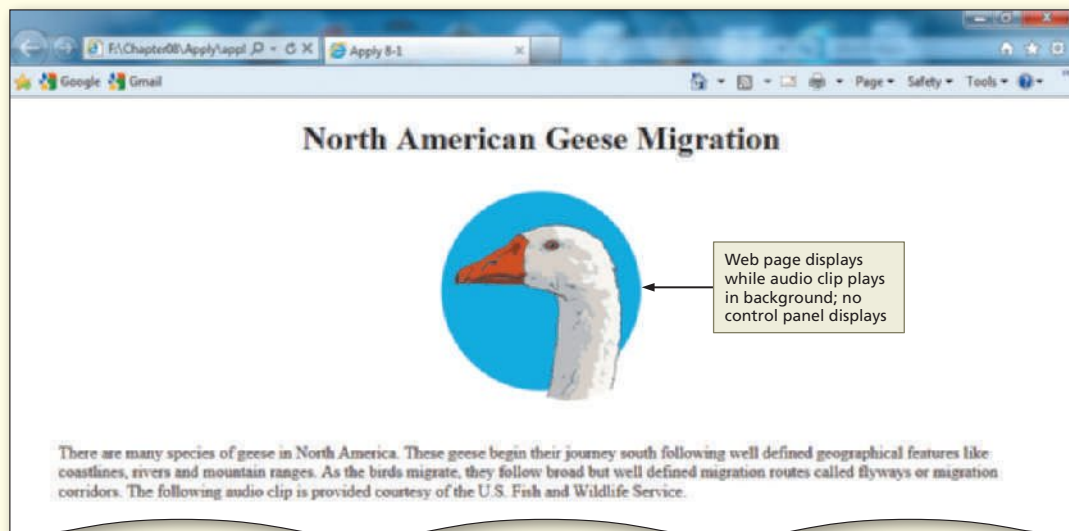 F:\Chapter08\Apply\appl
Apply 8-1
Google Gmail
Page Safety Tools
North American Geese Migration
Web page displays
while audio clip plays
in background; no
control panel displays
There are many species of geese in North America. These geese begin their journey south following well defined geographical features like
coastlines, rivers and mountain ranges. As the birds migrate, they follow broad but well defined migration routes called flyways or migration
corridors. The following audio clip is provided courtesy of the U.S. Fish and Wildlife Service.